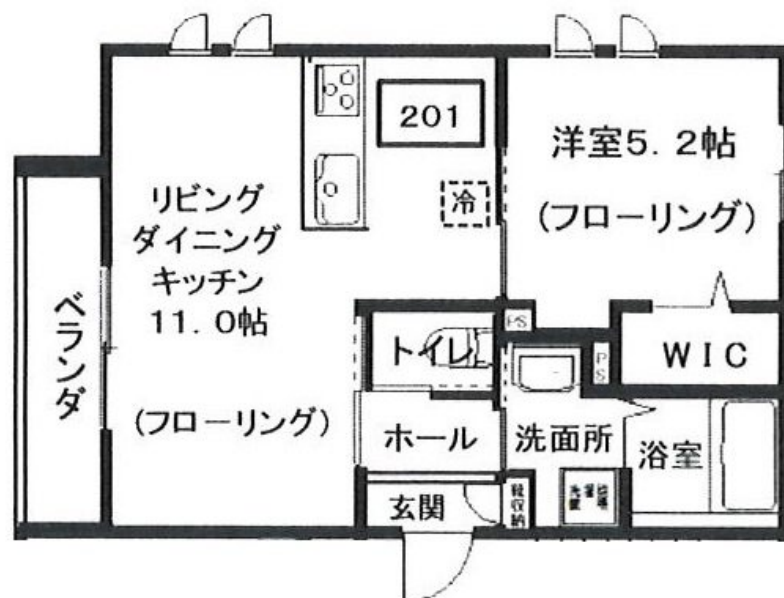 201
洋室5.2帖
(フローリング)
冷
リビング
ダイニング
キッチン
11.0帖
(フローリング)
ベランダ
PS
PS
トイレ
WIC
ホール
洗面所
浴室
玄関